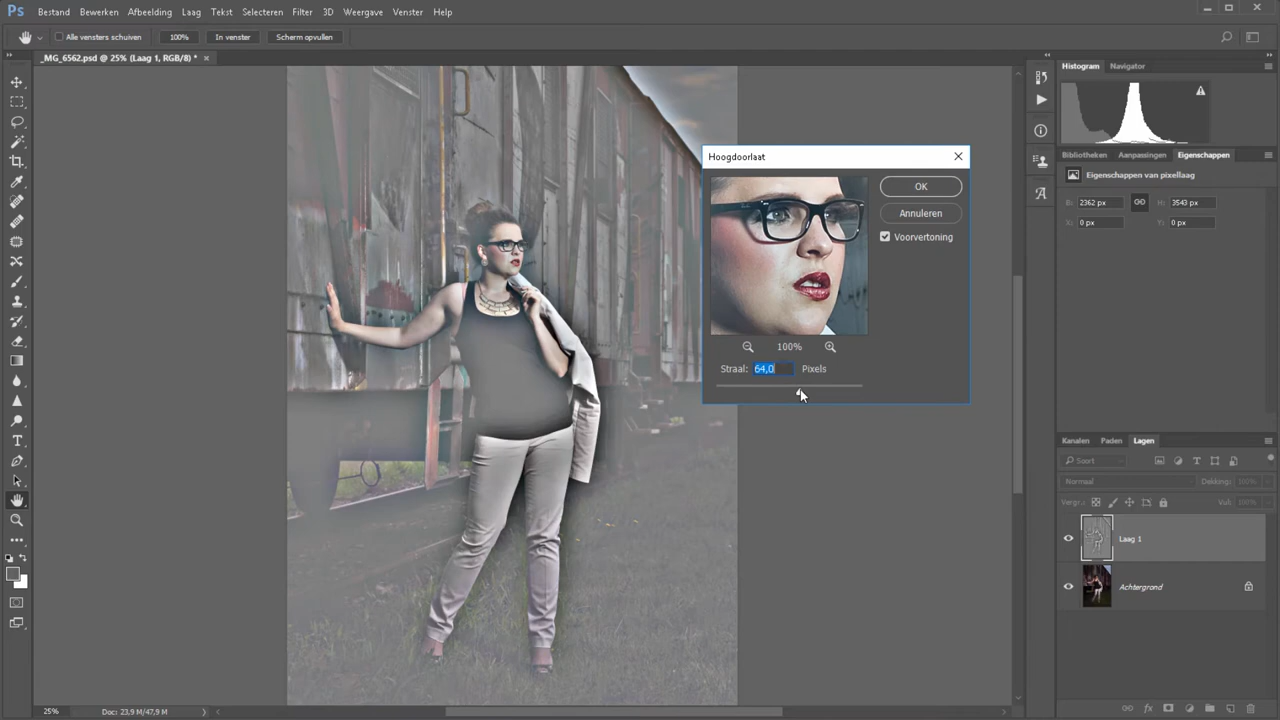 Ps Bestand Bewerken Afbeelding Laag Tekst Selecteren Filter 3D Weergave Venster Help
Alle vensters schuiven 100% In venster Scherm opvullen
_MG_6562.psd @ 25% (Laag 1, RGB/8) * ×
Histogram Navigator
Hoogdoorlaat
OK
Annuleren
Voorvertoning
100%
Straal: 64,0 Pixels
Bibliotheken Aanpassingen Eigenschappen
Eigenschappen van pixellaag
B: 2362 px H: 3543 px
X: 0 px Y: 0 px
Kanalen Paden Lagen
Soort
Normaal Dekking: 100%
Vergr.: Vul: 100%
Laag 1
Achtergrond
25% Doc: 23,9 M/47,9 M